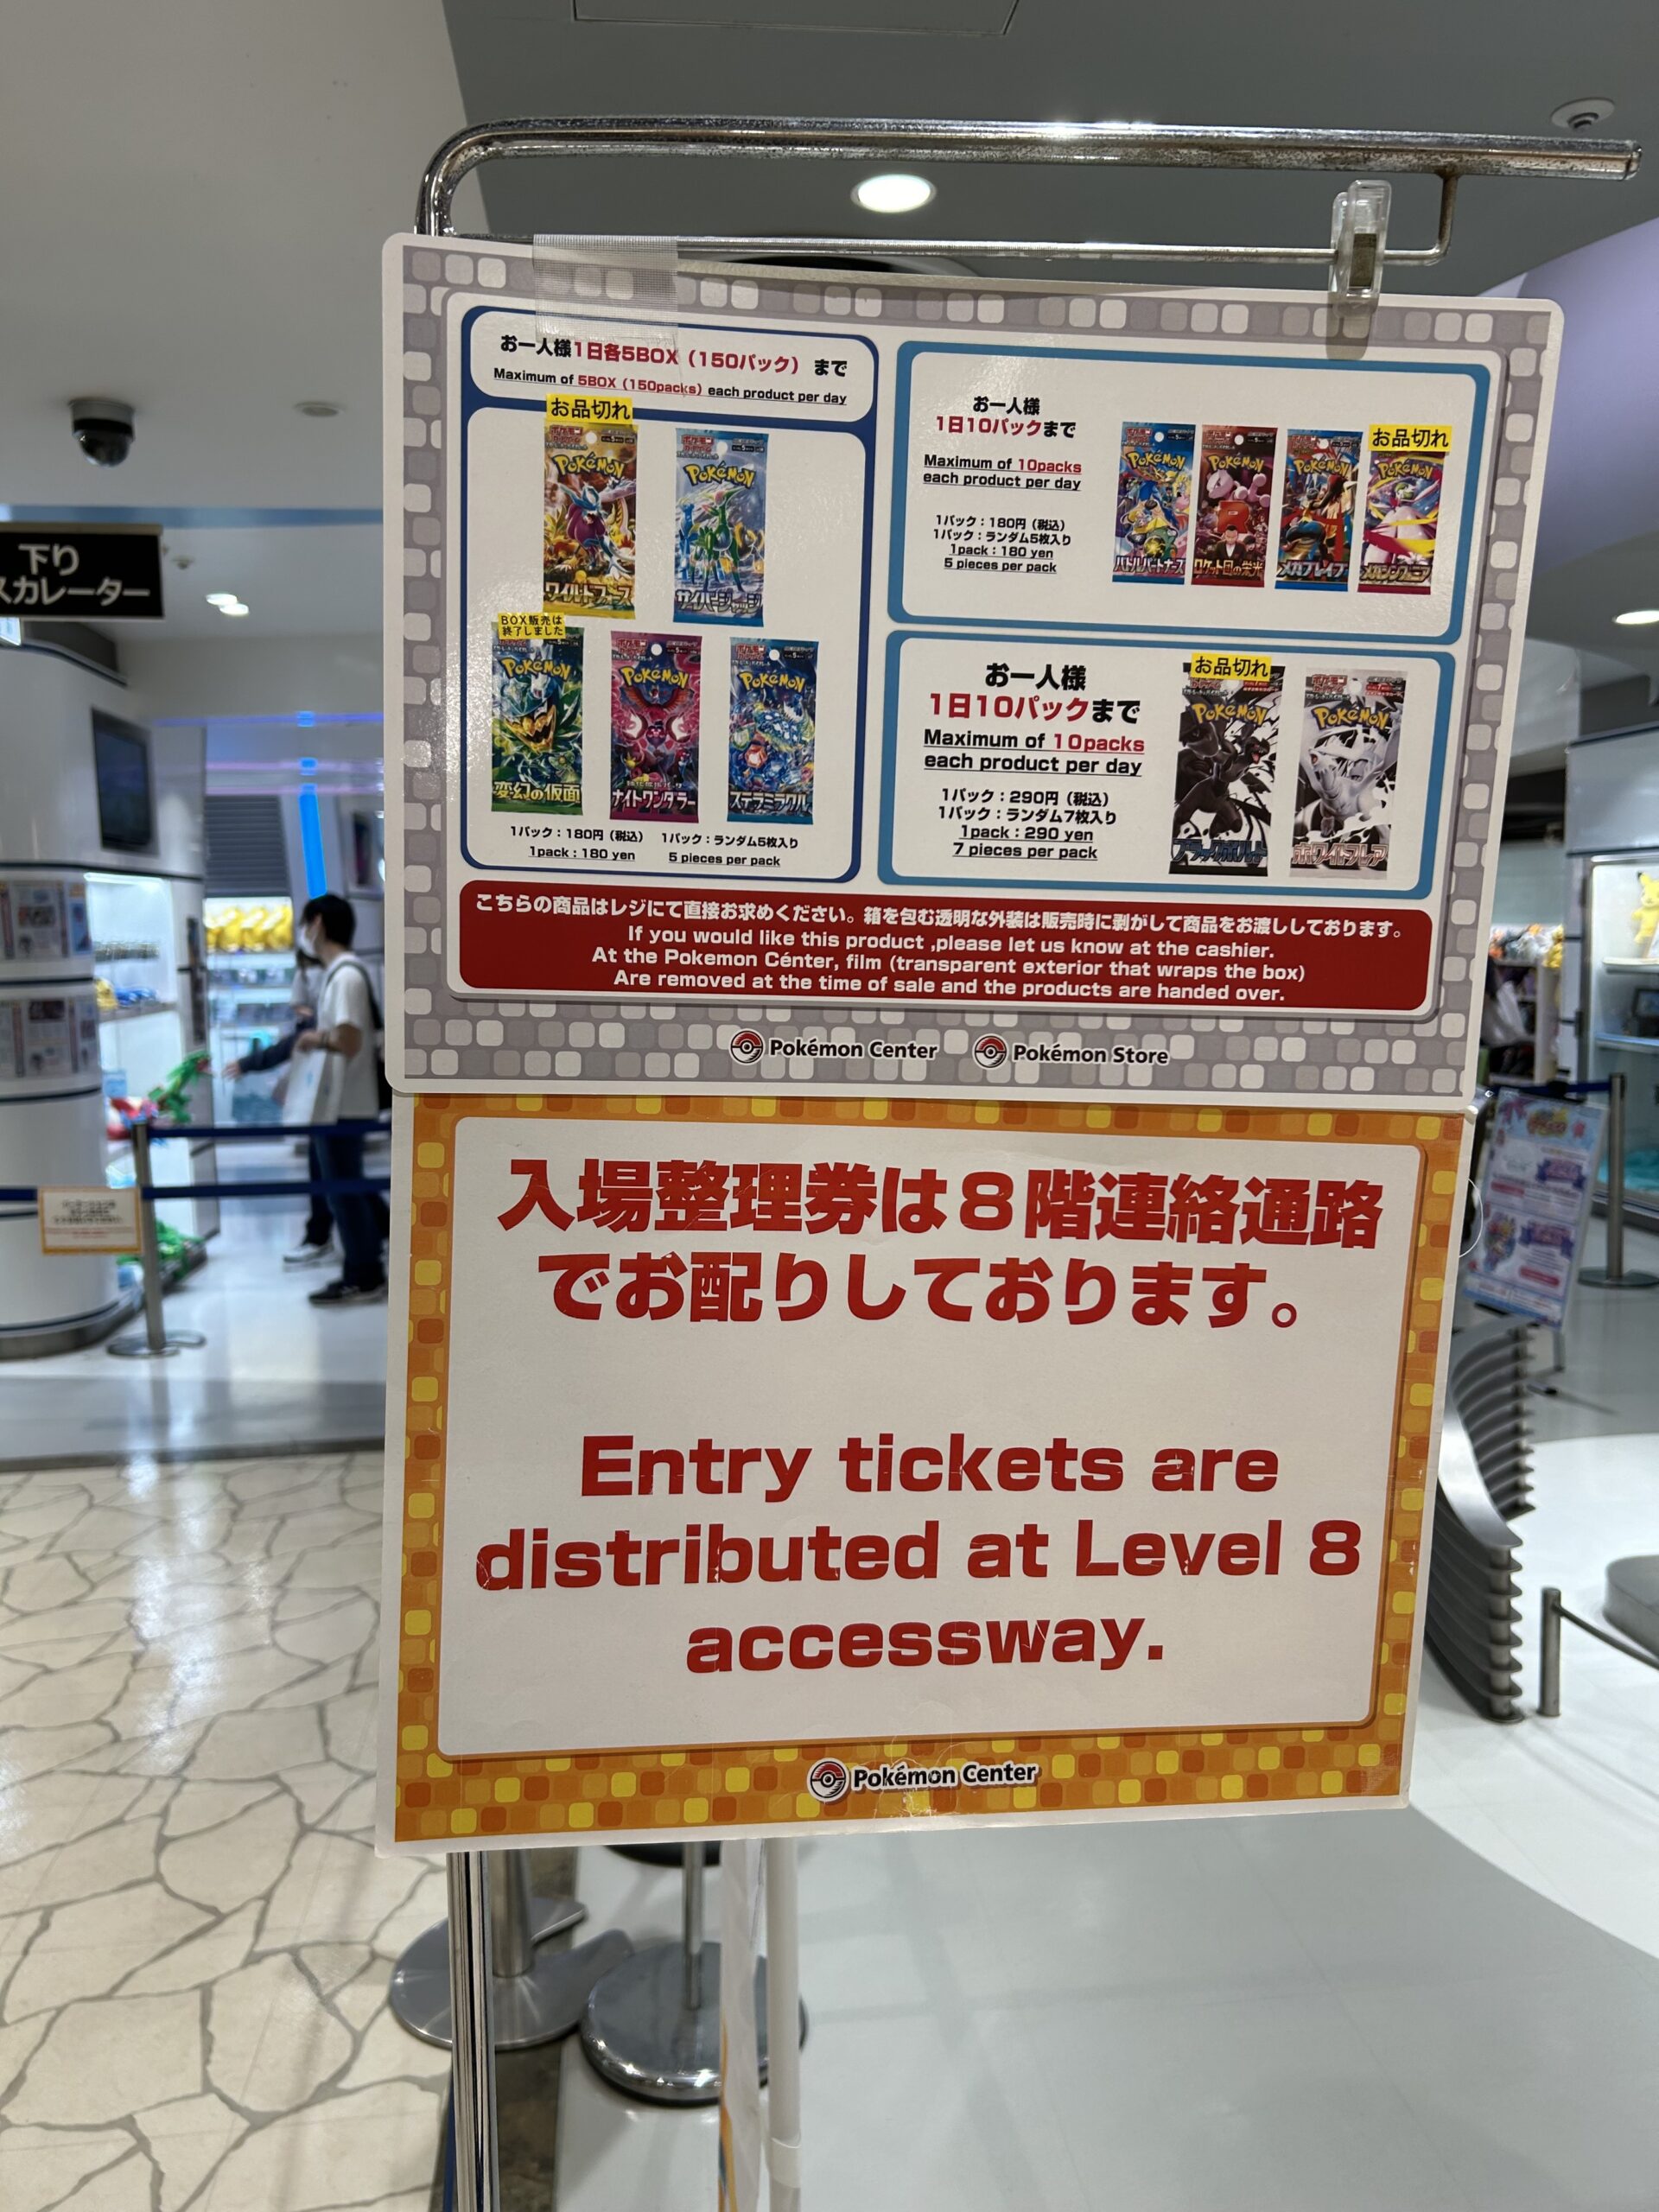 下り
スカレーター
お一人様1日各5BOX（150パック）まで
Maximum of 5BOX（150packs）each product per day
お品切れ
Pokémon
ワイルドフォース
Pokémon
サイバージャッジ
BOX販売は
終了しました
Pokémon
変幻の仮面
Pokémon
ナイトワンダラー
Pokémon
ステラミラクル
1パック：180円（税込） 1パック：ランダム5枚入り
1pack：180 yen 5 pieces per pack
お一人様
1日10パックまで
Maximum of 10packs
each product per day
1パック：180円（税込）
1パック：ランダム5枚入り
1pack：180 yen
5 pieces per pack
Pokémon
バトルパートナーズ
Pokémon
ロケット団の栄光
Pokémon
メガブレイブ
お品切れ
Pokémon
メガシンフォニア
お一人様
1日10パックまで
Maximum of 10packs
each product per day
1パック：290円（税込）
1パック：ランダム7枚入り
1pack：290 yen
7 pieces per pack
お品切れ
Pokémon
ブラックボルト
Pokémon
ホワイトフレア
こちらの商品はレジにて直接お求めください。箱を包む透明な外装は販売時に剥がして商品をお渡ししております。
If you would like this product ,please let us know at the cashier.
At the Pokemon Cénter, film (transparent exterior that wraps the box)
Are removed at the time of sale and the products are handed over.
Pokémon Center Pokémon Store
入場整理券は８階連絡通路
でお配りしております。
Entry tickets are
distributed at Level 8
accessway.
Pokémon Center